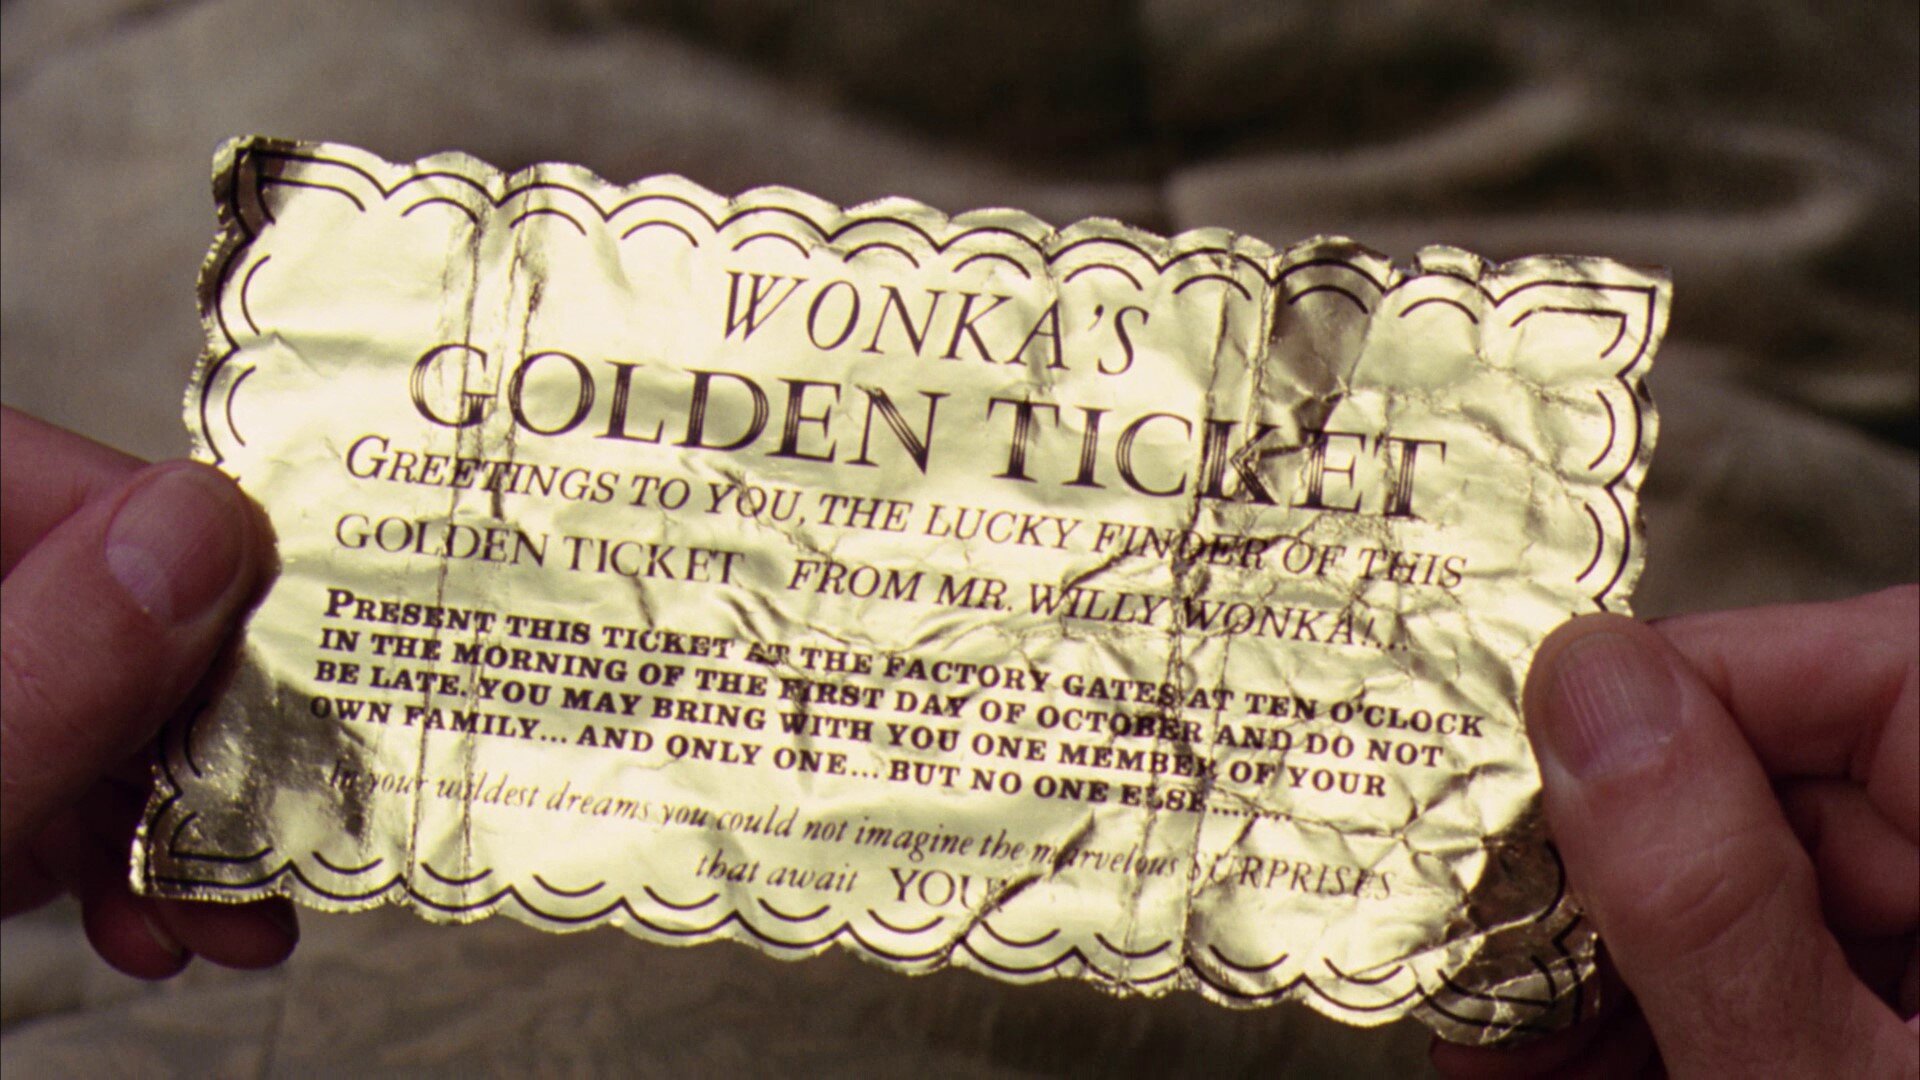 WONKA'S
GOLDEN TICKET
GREETINGS TO YOU, THE LUCKY FINDER OF THIS
GOLDEN TICKET FROM MR. WILLY WONKA!...
PRESENT THIS TICKET AT THE FACTORY GATES AT TEN O'CLOCK
IN THE MORNING OF THE FIRST DAY OF OCTOBER AND DO NOT
BE LATE. YOU MAY BRING WITH YOU ONE MEMBER OF YOUR
OWN FAMILY... AND ONLY ONE... BUT NO ONE ELSE.........
In your wildest dreams you could not imagine the marvelous SURPRISES
that await YOU!